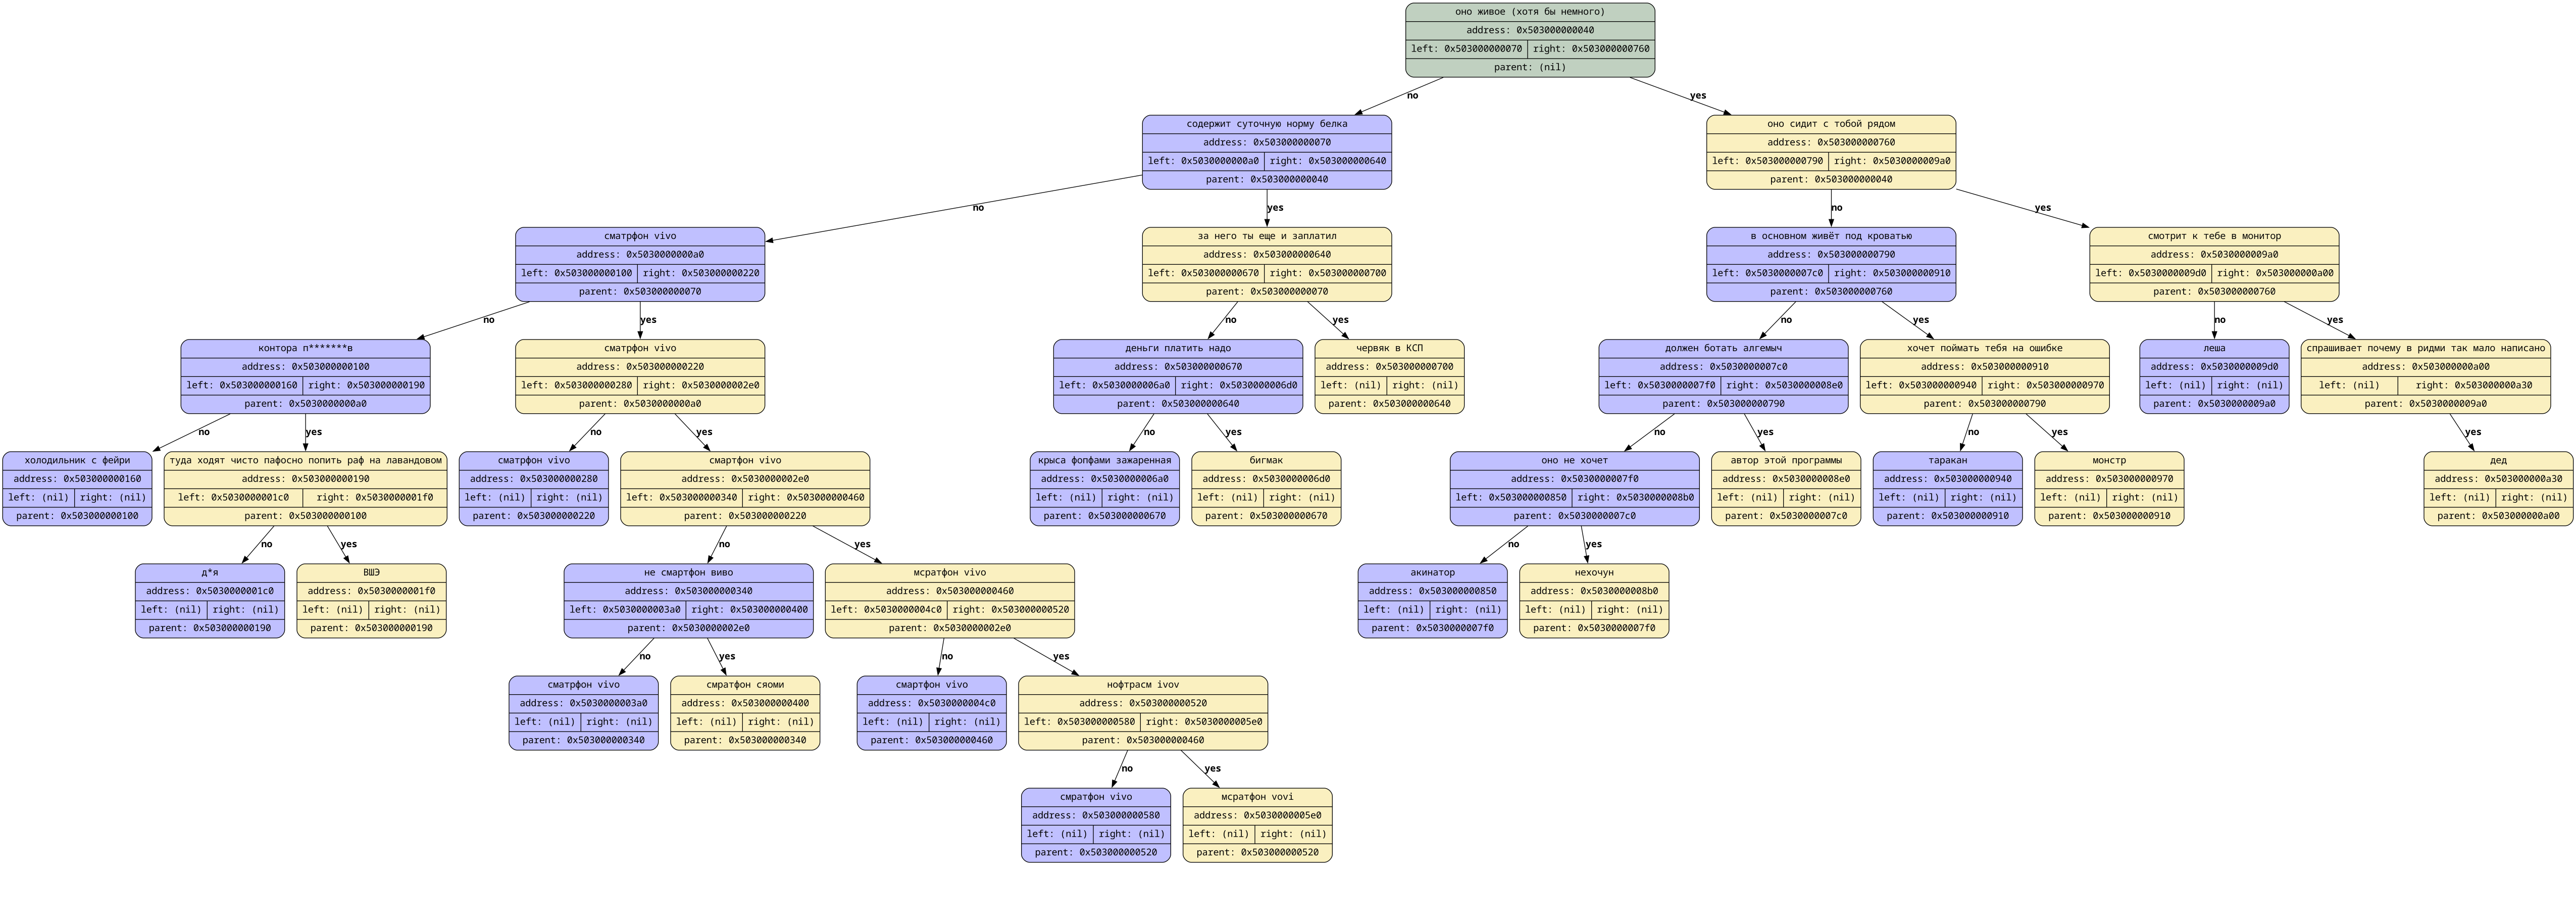 оно живое (хотя бы немного)
address: 0x503000000040
left: 0x503000000070 right: 0x503000000760
parent: (nil)
no yes
содержит суточную норму белка
address: 0x503000000070
left: 0x5030000000a0 right: 0x503000000640
parent: 0x503000000040
оно сидит с тобой рядом
address: 0x503000000760
left: 0x503000000790 right: 0x5030000009a0
parent: 0x503000000040
no yes no yes
сматрфон vivo
address: 0x5030000000a0
left: 0x503000000100 right: 0x503000000220
parent: 0x503000000070
за него ты еще и заплатил
address: 0x503000000640
left: 0x503000000670 right: 0x503000000700
parent: 0x503000000070
в основном живёт под кроватью
address: 0x503000000790
left: 0x5030000007c0 right: 0x503000000910
parent: 0x503000000760
смотрит к тебе в монитор
address: 0x5030000009a0
left: 0x5030000009d0 right: 0x503000000a00
parent: 0x503000000760
no yes no yes no yes no yes
контора п*******в
address: 0x503000000100
left: 0x503000000160 right: 0x503000000190
parent: 0x5030000000a0
сматрфон vivo
address: 0x503000000220
left: 0x503000000280 right: 0x5030000002e0
parent: 0x5030000000a0
деньги платить надо
address: 0x503000000670
left: 0x5030000006a0 right: 0x5030000006d0
parent: 0x503000000640
червяк в КСП
address: 0x503000000700
left: (nil) right: (nil)
parent: 0x503000000640
должен ботать алгемыч
address: 0x5030000007c0
left: 0x5030000007f0 right: 0x5030000008e0
parent: 0x503000000790
хочет поймать тебя на ошибке
address: 0x503000000910
left: 0x503000000940 right: 0x503000000970
parent: 0x503000000790
леша
address: 0x5030000009d0
left: (nil) right: (nil)
parent: 0x5030000009a0
спрашивает почему в ридми так мало написано
address: 0x503000000a00
left: (nil) right: 0x503000000a30
parent: 0x5030000009a0
no yes no yes no yes no yes no yes yes
холодильник с фейри
address: 0x503000000160
left: (nil) right: (nil)
parent: 0x503000000100
туда ходят чисто пафосно попить раф на лавандовом
address: 0x503000000190
left: 0x5030000001c0 right: 0x5030000001f0
parent: 0x503000000100
сматрфон vivo
address: 0x503000000280
left: (nil) right: (nil)
parent: 0x503000000220
смартфон vivo
address: 0x5030000002e0
left: 0x503000000340 right: 0x503000000460
parent: 0x503000000220
крыса фопфами зажаренная
address: 0x5030000006a0
left: (nil) right: (nil)
parent: 0x503000000670
бигмак
address: 0x5030000006d0
left: (nil) right: (nil)
parent: 0x503000000670
оно не хочет
address: 0x5030000007f0
left: 0x503000000850 right: 0x5030000008b0
parent: 0x5030000007c0
автор этой программы
address: 0x5030000008e0
left: (nil) right: (nil)
parent: 0x5030000007c0
таракан
address: 0x503000000940
left: (nil) right: (nil)
parent: 0x503000000910
монстр
address: 0x503000000970
left: (nil) right: (nil)
parent: 0x503000000910
дед
address: 0x503000000a30
left: (nil) right: (nil)
parent: 0x503000000a00
no yes no yes no yes
д*я
address: 0x5030000001c0
left: (nil) right: (nil)
parent: 0x503000000190
ВШЭ
address: 0x5030000001f0
left: (nil) right: (nil)
parent: 0x503000000190
не смартфон виво
address: 0x503000000340
left: 0x5030000003a0 right: 0x503000000400
parent: 0x5030000002e0
мсратфон vivo
address: 0x503000000460
left: 0x5030000004c0 right: 0x503000000520
parent: 0x5030000002e0
акинатор
address: 0x503000000850
left: (nil) right: (nil)
parent: 0x5030000007f0
нехочун
address: 0x5030000008b0
left: (nil) right: (nil)
parent: 0x5030000007f0
no yes no yes
сматрфон vivo
address: 0x5030000003a0
left: (nil) right: (nil)
parent: 0x503000000340
смратфон сяоми
address: 0x503000000400
left: (nil) right: (nil)
parent: 0x503000000340
смартфон vivo
address: 0x5030000004c0
left: (nil) right: (nil)
parent: 0x503000000460
нофтрасм ivov
address: 0x503000000520
left: 0x503000000580 right: 0x5030000005e0
parent: 0x503000000460
no yes
смратфон vivo
address: 0x503000000580
left: (nil) right: (nil)
parent: 0x503000000520
мсратфон vovi
address: 0x5030000005e0
left: (nil) right: (nil)
parent: 0x503000000520